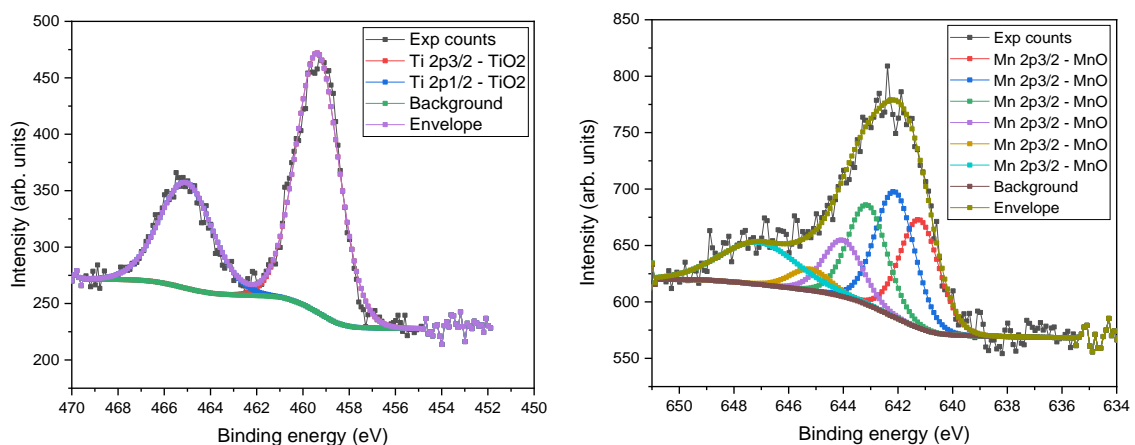 500
450
400
350
300
250
200
Intensity (arb. units)
Exp counts
Ti 2p3/2 - TiO2
Ti 2p1/2 - TiO2
Background
Envelope
470 468 466 464 462 460 458 456 454 452 450
Binding energy (eV)
850
800
750
700
650
600
550
Intensity (arb. units)
Exp counts
Mn 2p3/2 - MnO
Mn 2p3/2 - MnO
Mn 2p3/2 - MnO
Mn 2p3/2 - MnO
Mn 2p3/2 - MnO
Mn 2p3/2 - MnO
Background
Envelope
650 648 646 644 642 640 638 636 634
Binding energy (eV)